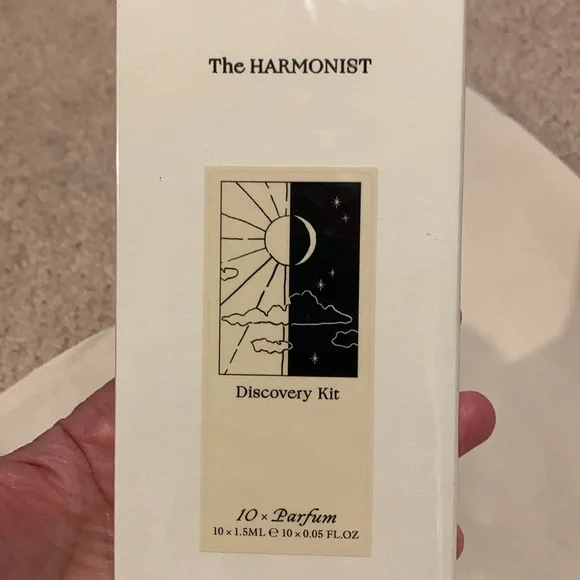 The HARMONIST
Discovery Kit
10 × Parfum
10 × 1.5ML ℮ 10 × 0.05 FL.OZ